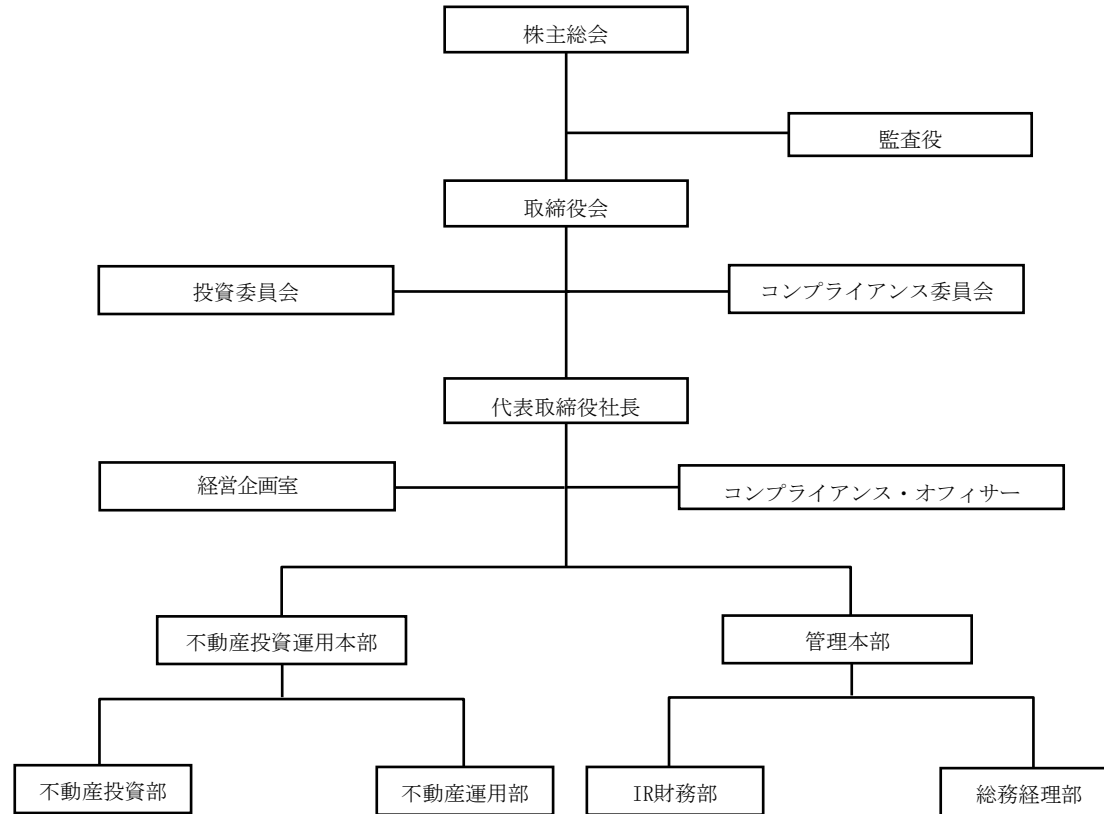 株主総会
監査役
取締役会
投資委員会
コンプライアンス委員会
代表取締役社長
経営企画室
コンプライアンス・オフィサー
不動産投資運用本部
管理本部
不動産投資部
不動産運用部
IR財務部
総務経理部